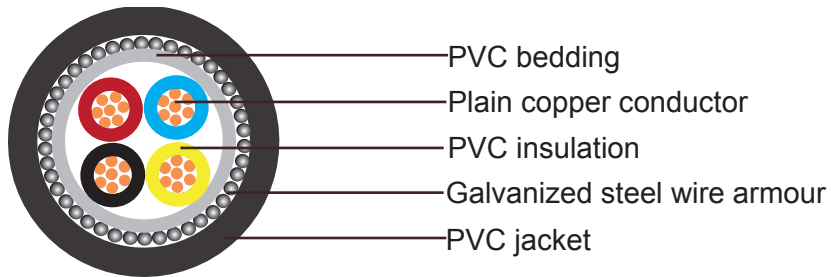 PVC bedding
Plain copper conductor
PVC insulation
Galvanized steel wire armour
PVC jacket